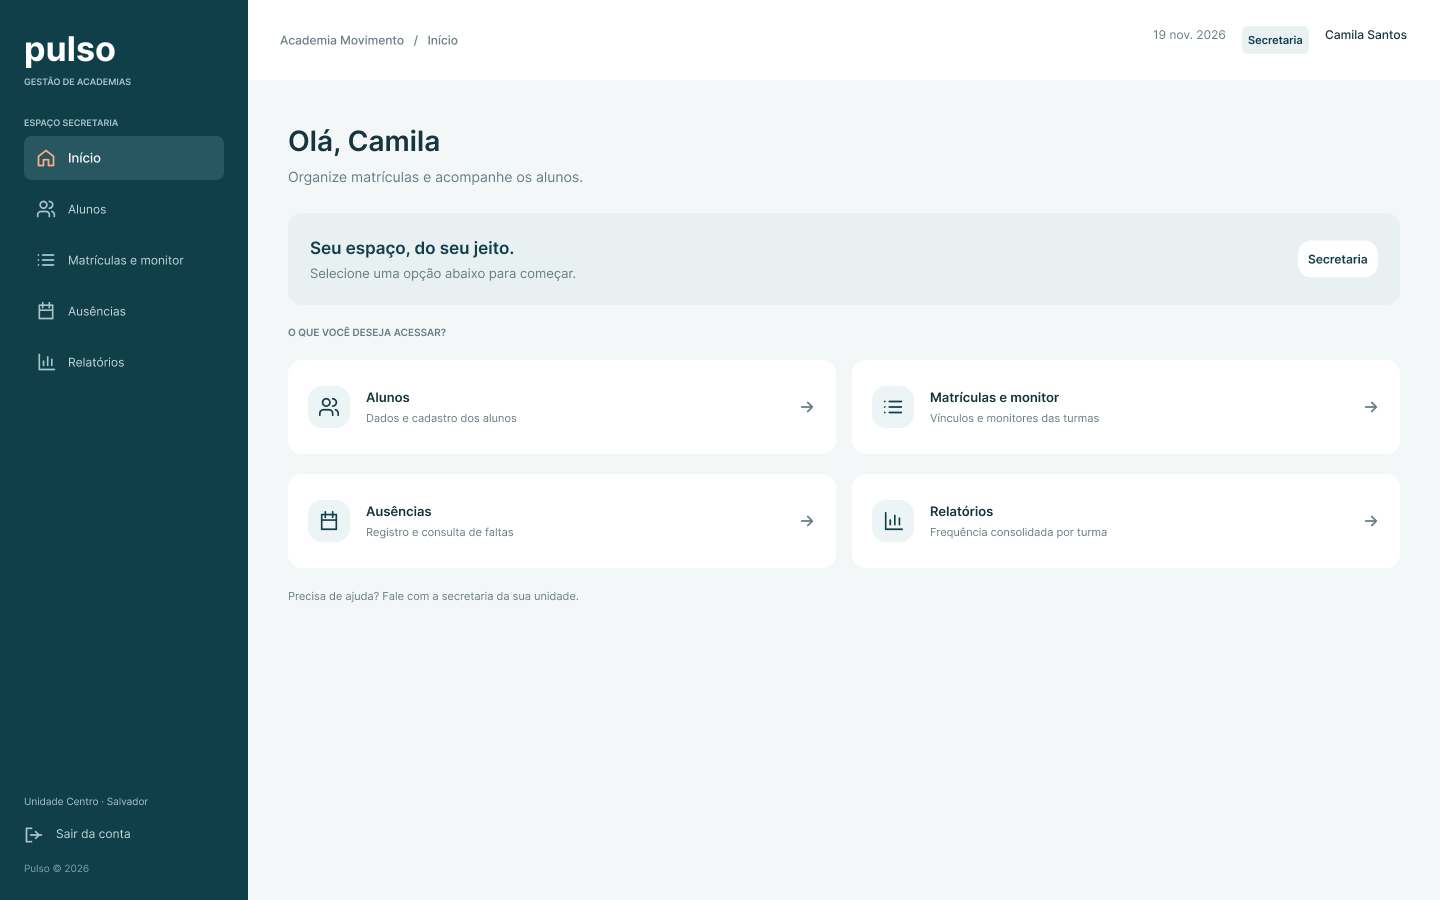 pulso
GESTÃO DE ACADEMIAS
ESPAÇO SECRETARIA
Início
Alunos
Matrículas e monitor
Ausências
Relatórios
Unidade Centro · Salvador
Sair da conta
Pulso © 2026
Academia Movimento / Início
19 nov. 2026
Secretaria
Camila Santos
Olá, Camila
Organize matrículas e acompanhe os alunos.
Seu espaço, do seu jeito.
Selecione uma opção abaixo para começar.
Secretaria
O QUE VOCÊ DESEJA ACESSAR?
Alunos
Dados e cadastro dos alunos
Matrículas e monitor
Vínculos e monitores das turmas
Ausências
Registro e consulta de faltas
Relatórios
Frequência consolidada por turma
Precisa de ajuda? Fale com a secretaria da sua unidade.